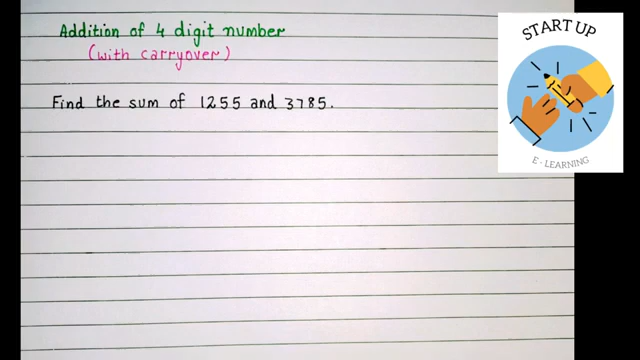 Addition of 4 digit number
(with carryover)
Find the sum of 1255 and 3785.
START UP
E - LEARNING